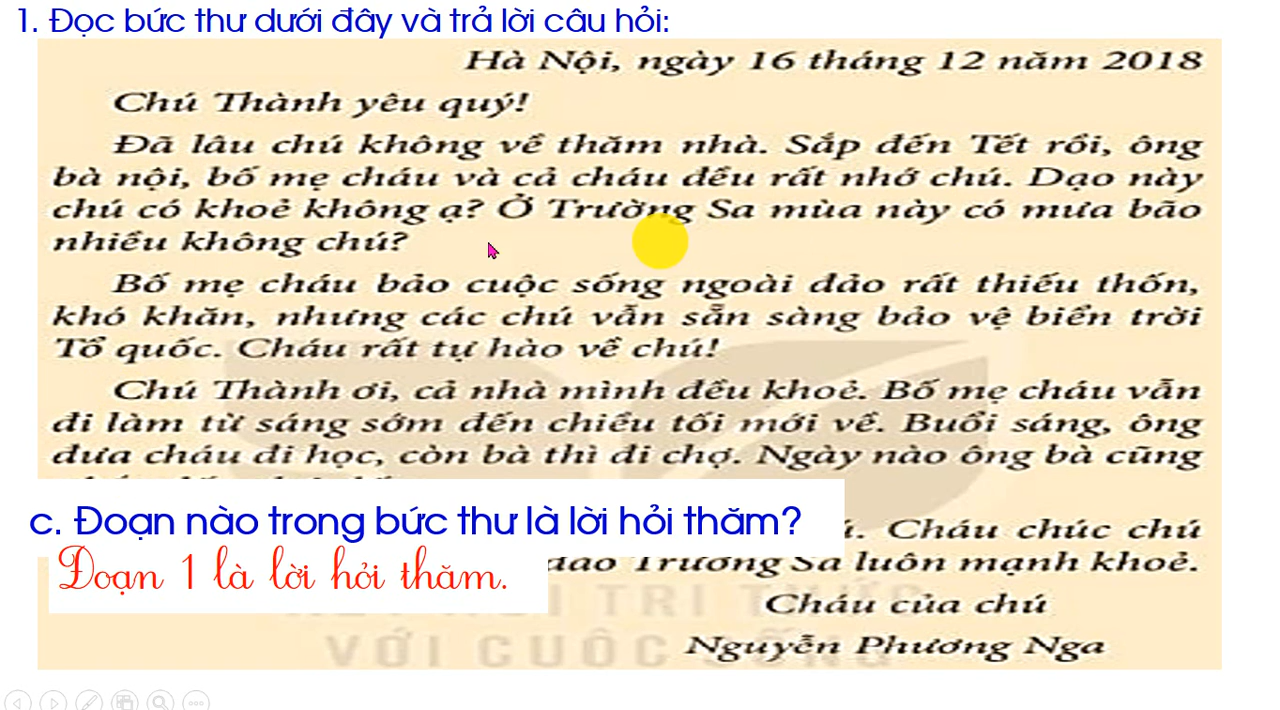 1. Đọc bức thư dưới đây và trả lời câu hỏi:
Hà Nội, ngày 16 tháng 12 năm 2018
Chú Thành yêu quý!
Đã lâu chú không về thăm nhà. Sắp đến Tết rồi, ông
bà nội, bố mẹ cháu và cả cháu đều rất nhớ chú. Dạo này
chú có khoẻ không ạ? Ở Trường Sa mùa này có mưa bão
nhiều không chú?
Bố mẹ cháu bảo cuộc sống ngoài đảo rất thiếu thốn,
khó khăn, nhưng các chú vẫn sẵn sàng bảo vệ biển trời
Tổ quốc. Cháu rất tự hào về chú!
Chú Thành ơi, cả nhà mình đều khoẻ. Bố mẹ cháu vẫn
đi làm từ sáng sớm đến chiều tối mới về. Buổi sáng, ông
đưa cháu đi học, còn bà thì đi chợ. Ngày nào ông bà cũng
c. Đoạn nào trong bức thư là lời hỏi thăm?
Cháu chúc chú
Đoạn 1 là lời hỏi thăm.
đảo Trường Sa luôn mạnh khoẻ.
Cháu của chú
TRI THỨC
Nguyễn Phương Nga
VỚI CUỘC SỐNG